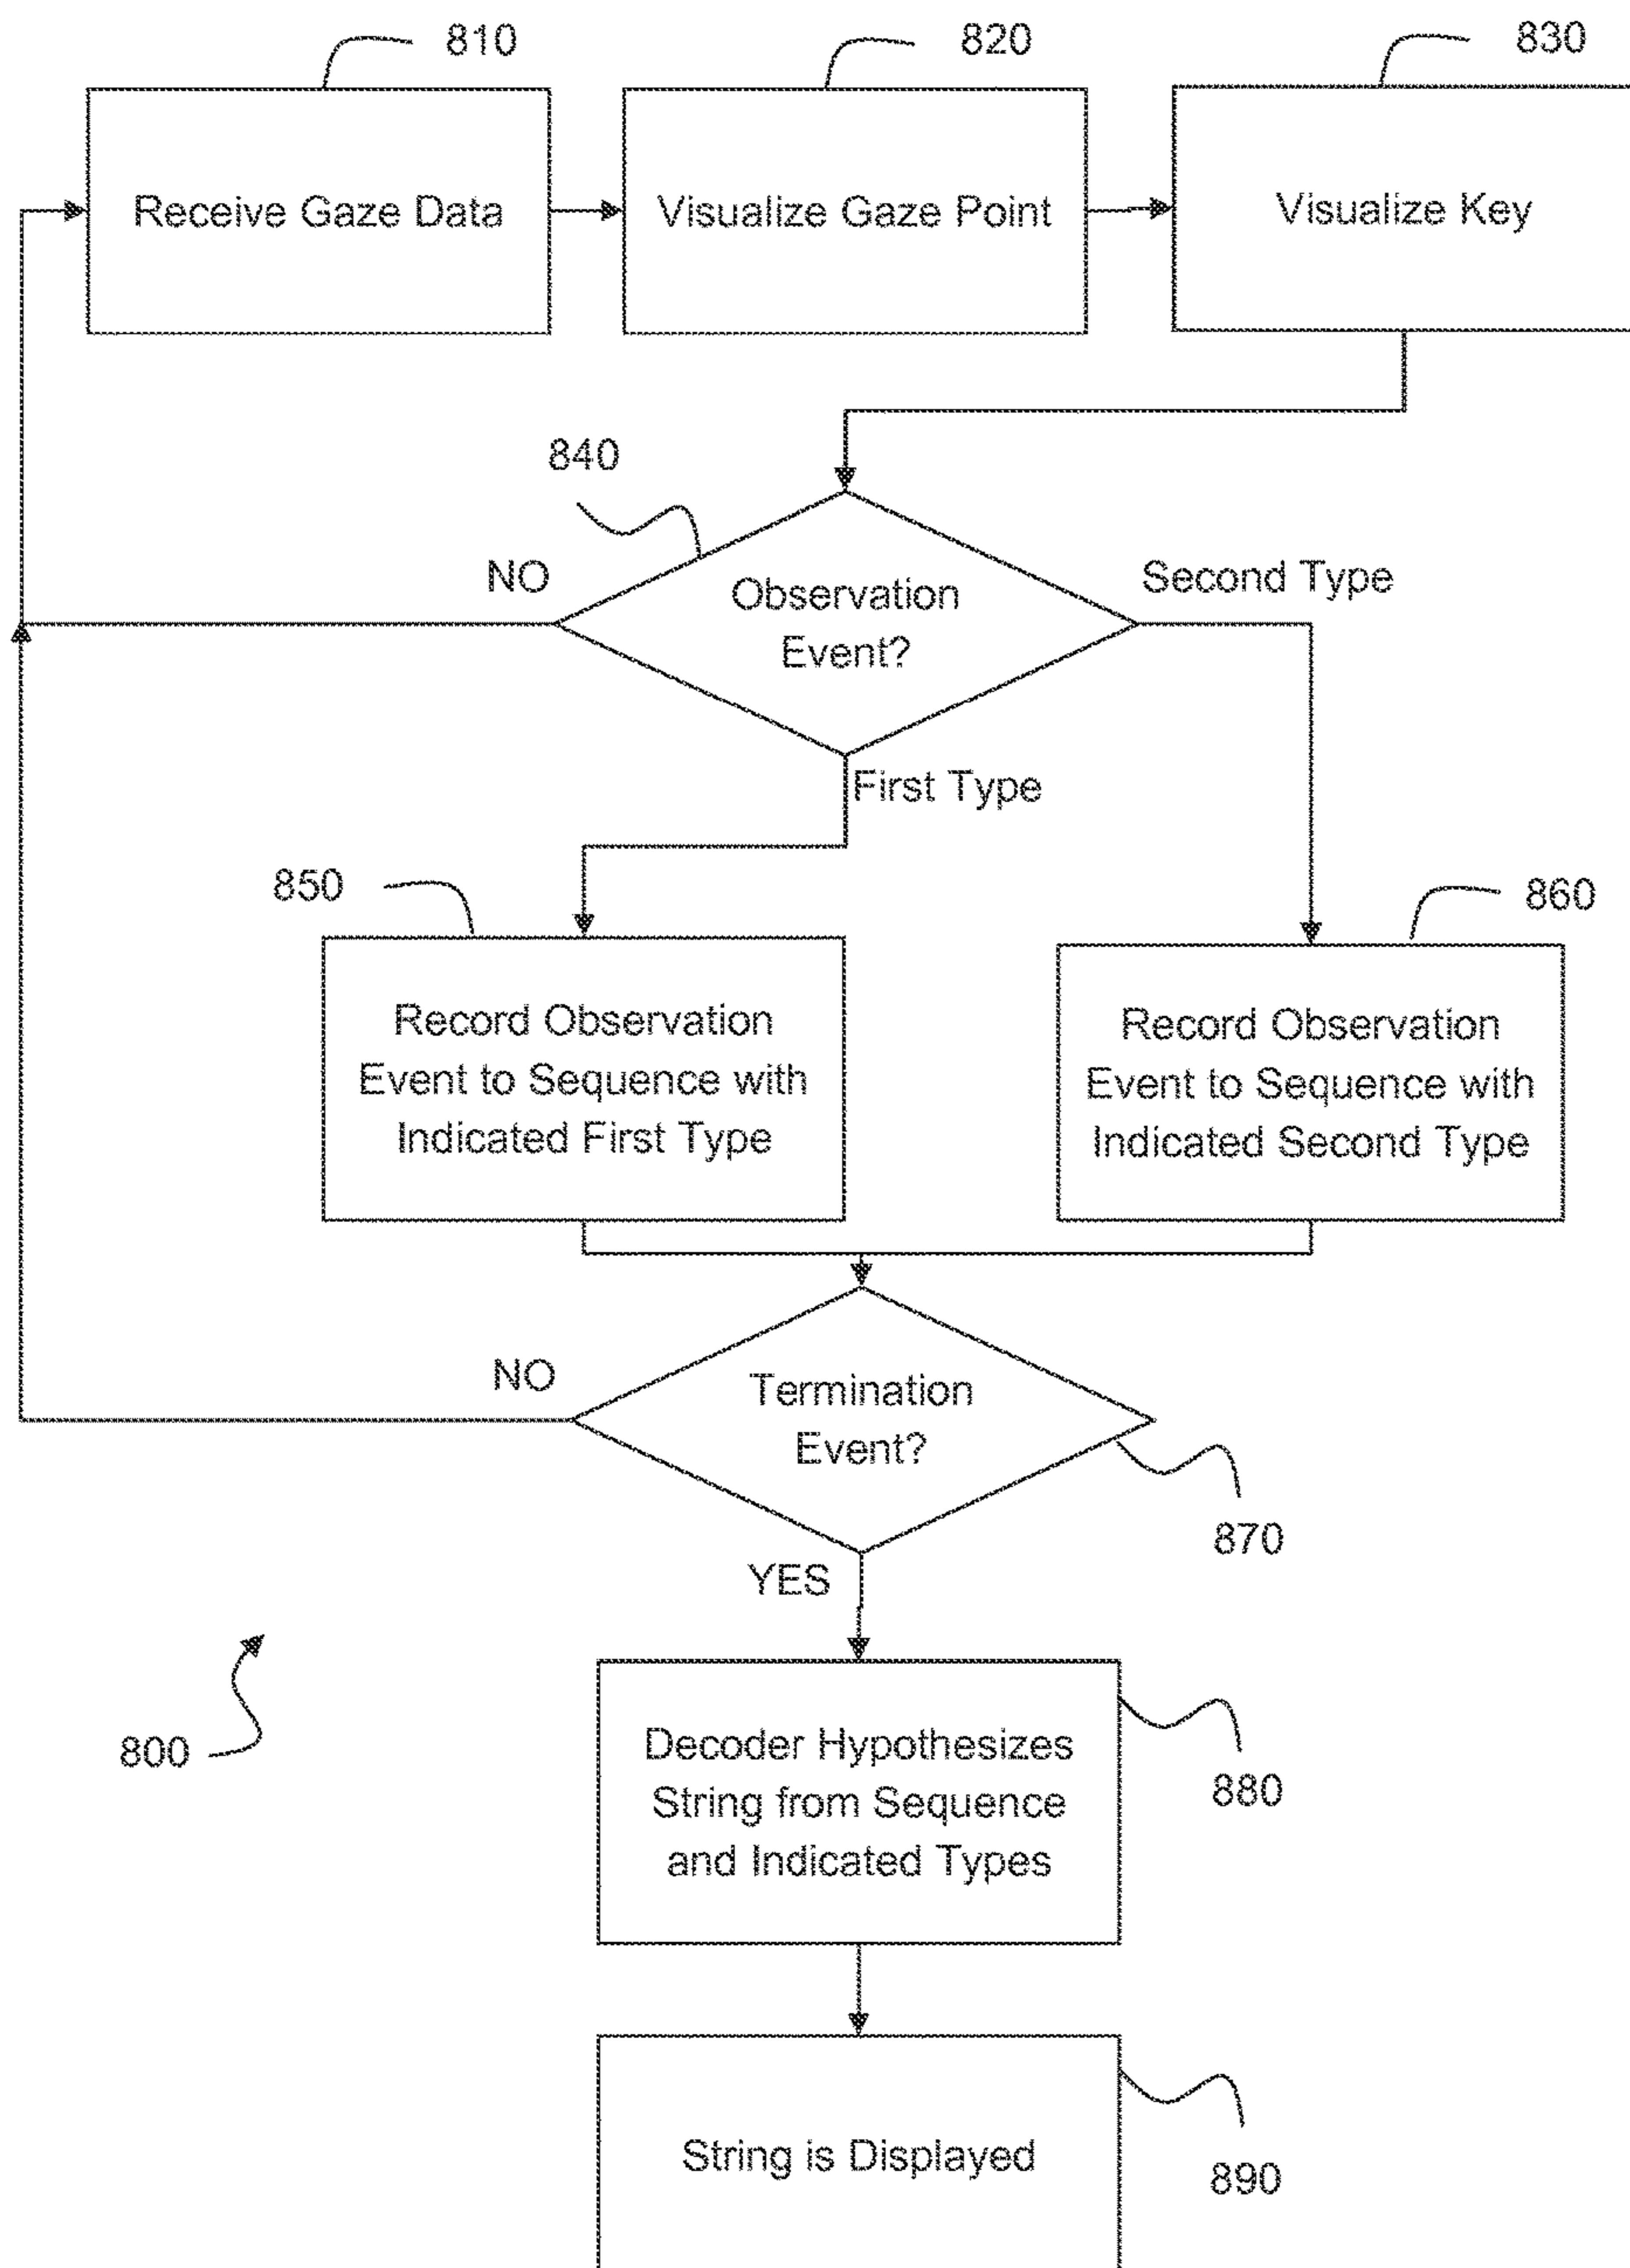 810
820
830
Receive Gaze Data
Visualize Gaze Point
Visualize Key
840
NO
Observation
Event?
Second Type
First Type
850
860
Record Observation
Event to Sequence with
Indicated First Type
Record Observation
Event to Sequence with
Indicated Second Type
NO
Termination
Event?
870
YES
800
Decoder Hypothesizes
String from Sequence
and Indicated Types
880
String is Displayed
890